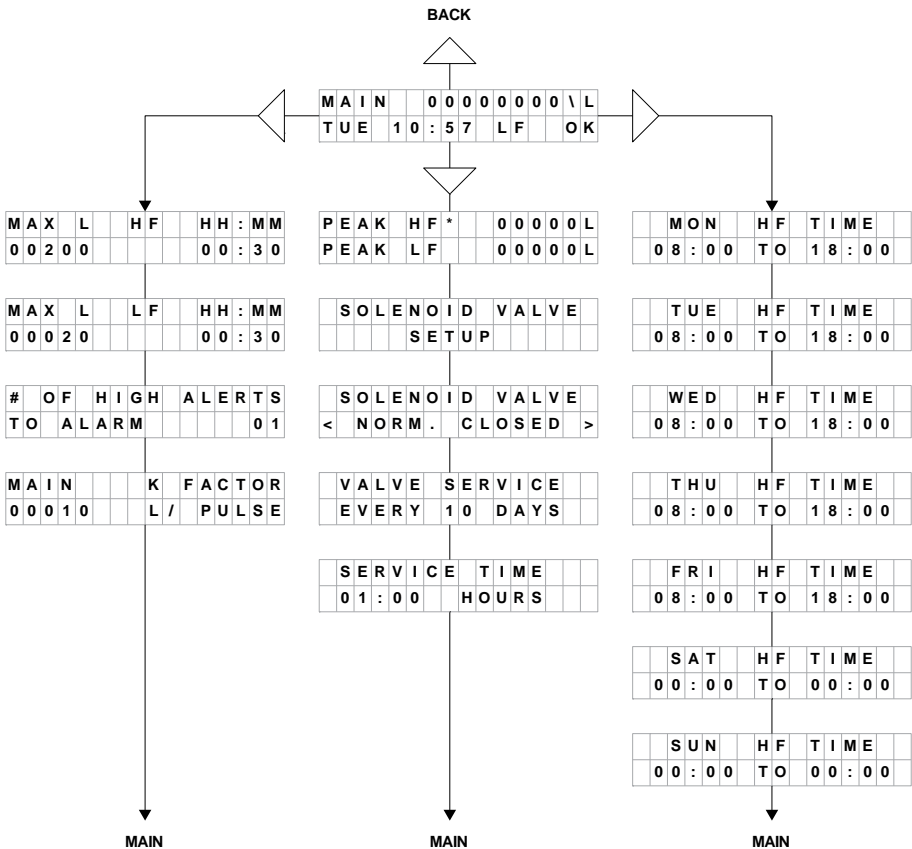 BACK
MAIN 00000000\L
TUE 10:57 LF OK
MAX L HF HH:MM
00200 00:30
MAX L LF HH:MM
00020 00:30
# OF HIGH ALERTS
TO ALARM 01
MAIN K FACTOR
00010 L/ PULSE
MAIN
PEAK HF* 00000L
PEAK LF 00000L
SOLENOID VALVE
SETUP
SOLENOID VALVE
< NORM. CLOSED >
VALVE SERVICE
EVERY 10 DAYS
SERVICE TIME
01:00 HOURS
MAIN
MON HF TIME
08:00 TO 18:00
TUE HF TIME
08:00 TO 18:00
WED HF TIME
08:00 TO 18:00
THU HF TIME
08:00 TO 18:00
FRI HF TIME
08:00 TO 18:00
SAT HF TIME
00:00 TO 00:00
SUN HF TIME
00:00 TO 00:00
MAIN